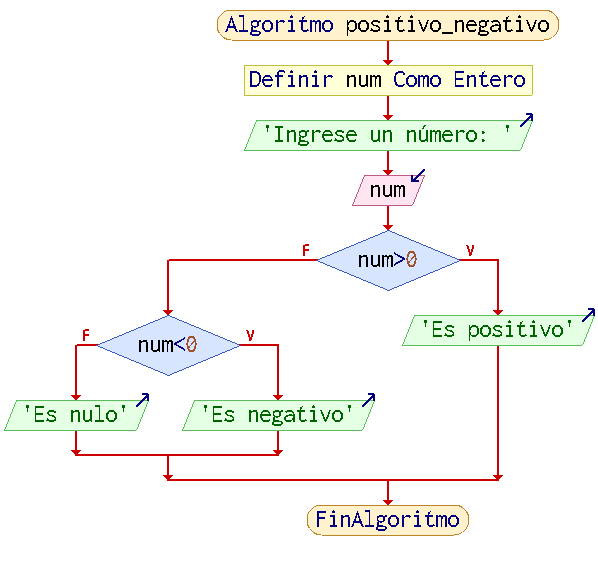 Algoritmo positivo_negativo
Definir num Como Entero
'Ingrese un número: '
num
num>0
F
V
'Es positivo'
num<0
F
V
'Es nulo'
'Es negativo'
FinAlgoritmo